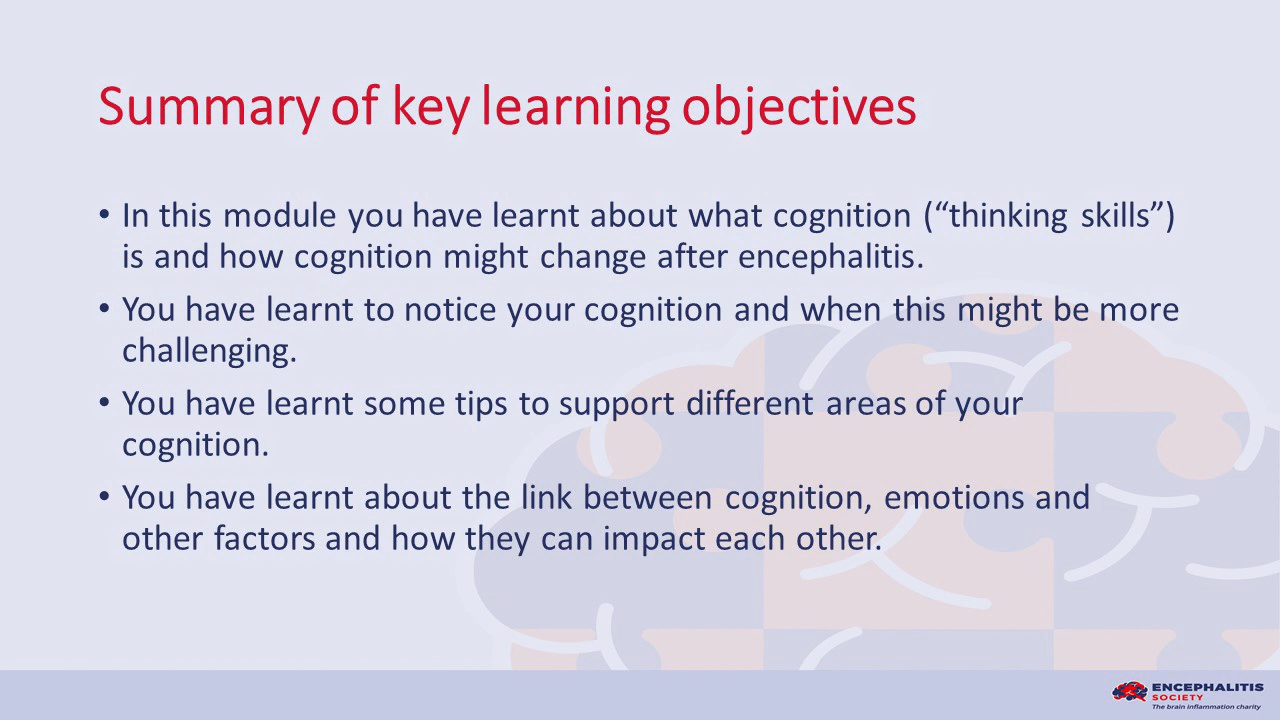 Summary of key learning objectives
• In this module you have learnt about what cognition (“thinking skills”)
is and how cognition might change after encephalitis.
• You have learnt to notice your cognition and when this might be more
challenging.
• You have learnt some tips to support different areas of your
cognition.
• You have learnt about the link between cognition, emotions and
other factors and how they can impact each other.
ENCEPHALITIS
SOCIETY
The brain inflammation charity